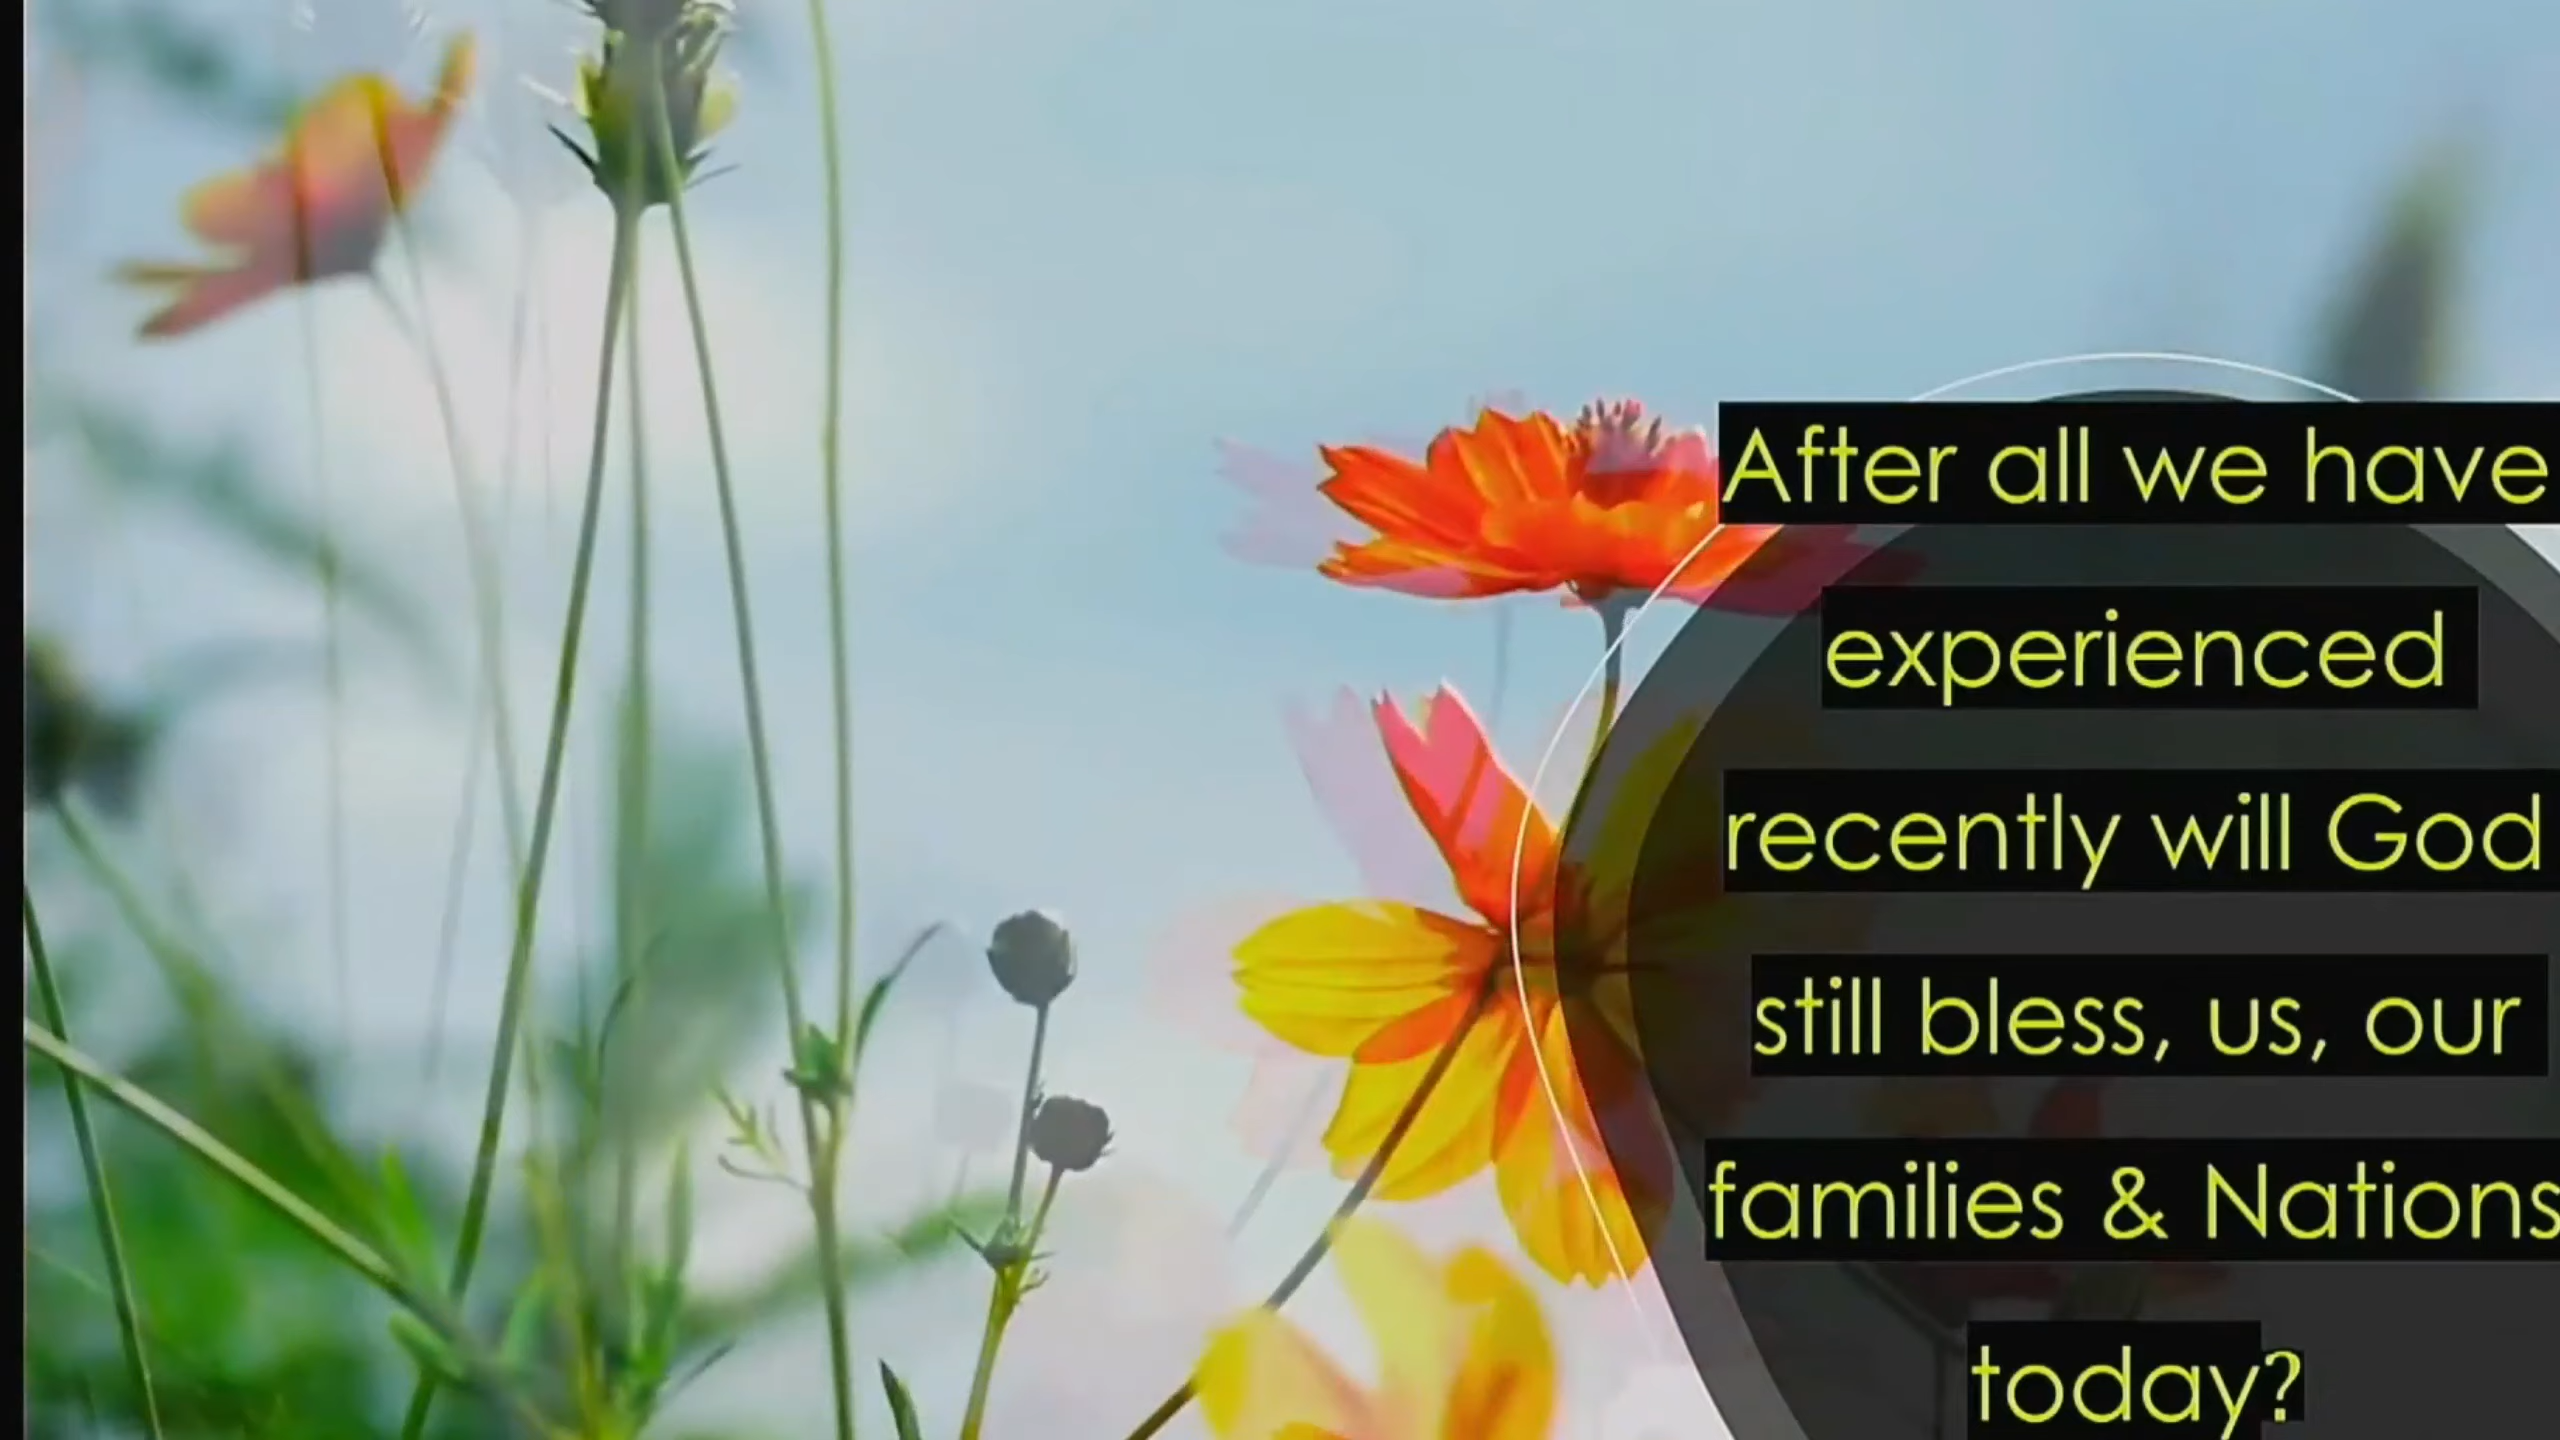 After all we have
experienced
recently will God
still bless, us, our
families & Nations
today?